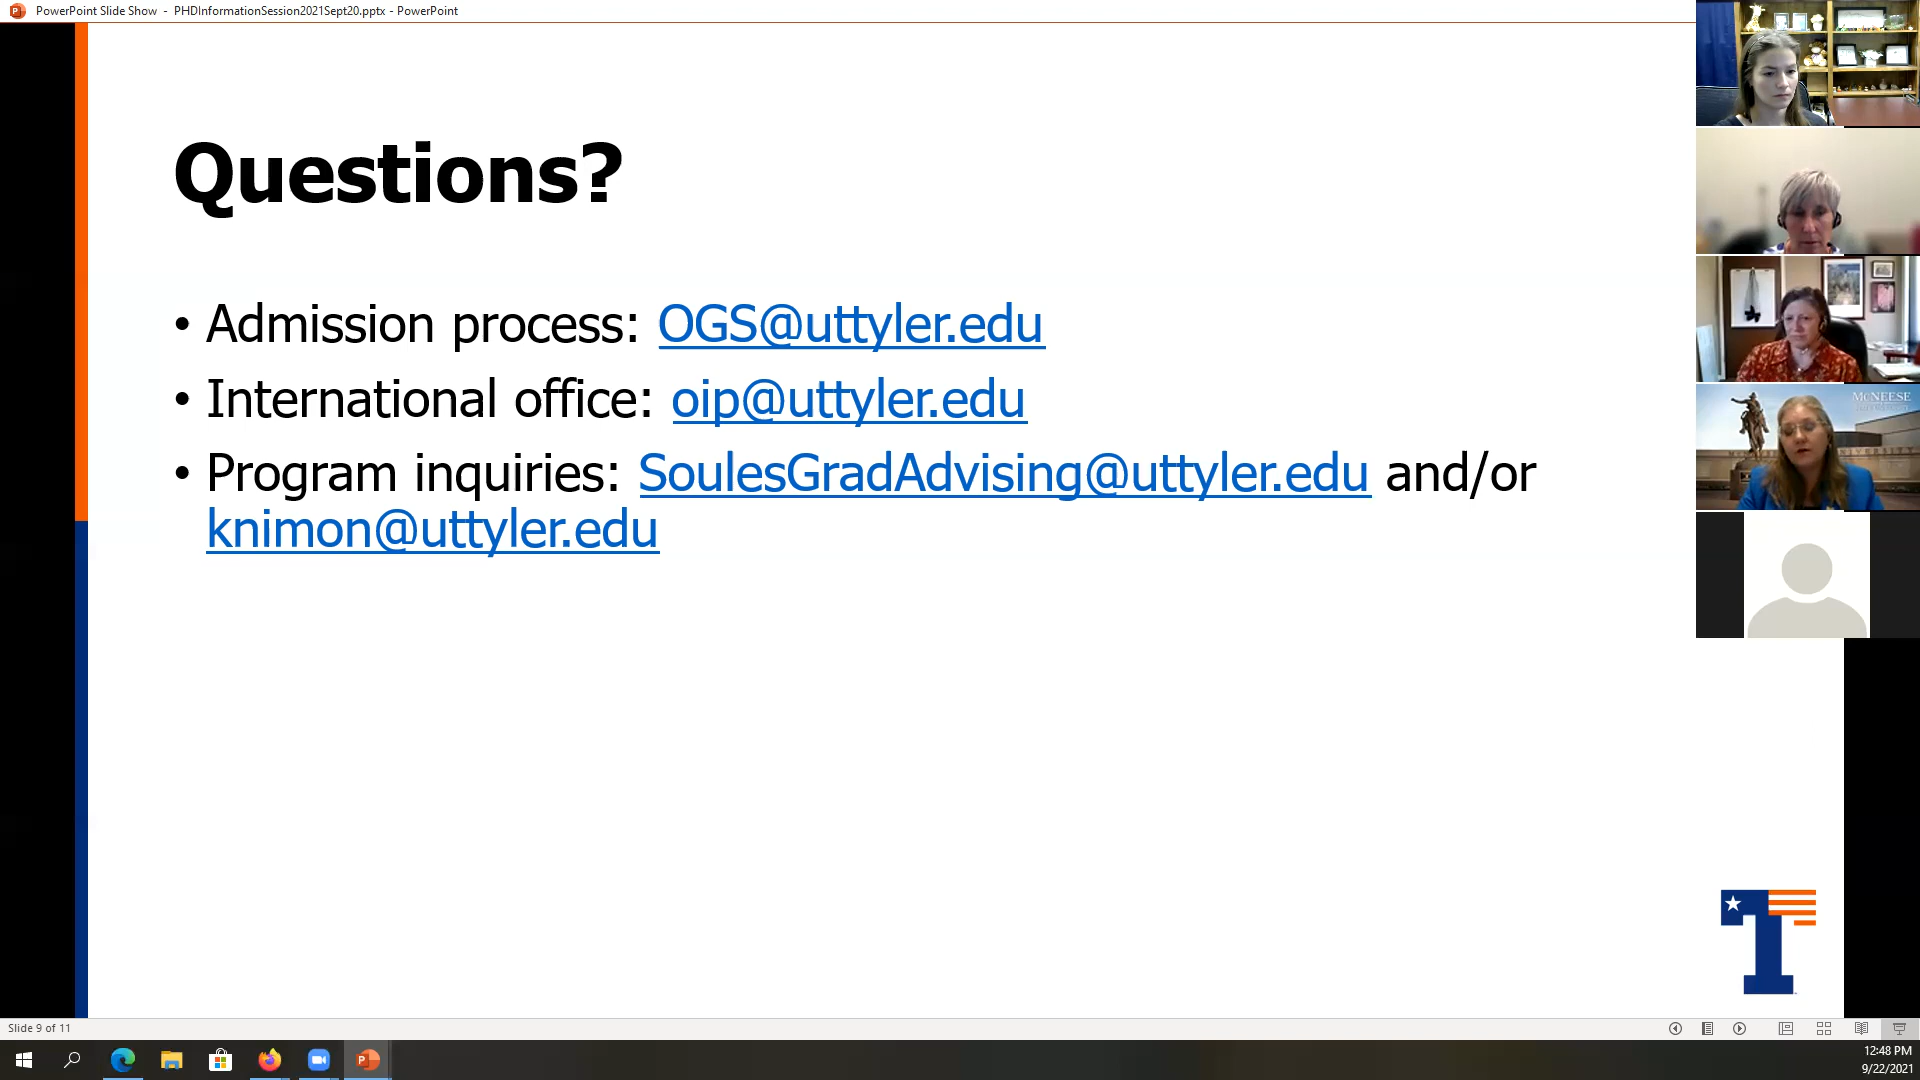 PowerPoint Slide Show - PHDInformationSession2021Sept20.pptx - PowerPoint
Questions?
• Admission process: OGS@uttyler.edu
• International office: oip@uttyler.edu
• Program inquiries: SoulesGradAdvising@uttyler.edu and/or
knimon@uttyler.edu
McNEESE
Slide 9 of 11
12:48 PM
9/22/2021